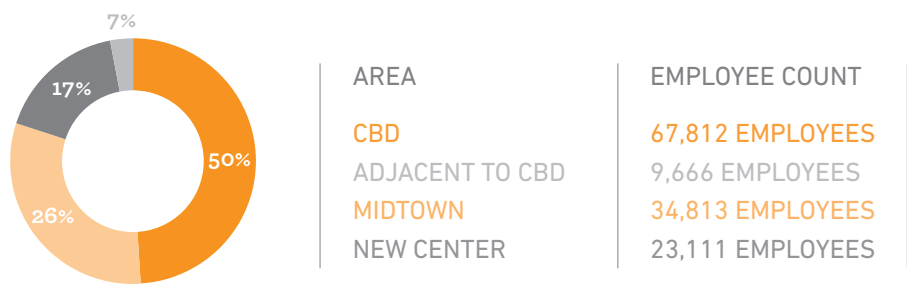 7%
17%
50%
26%
AREA EMPLOYEE COUNT
CBD 67,812 EMPLOYEES
ADJACENT TO CBD 9,666 EMPLOYEES
MIDTOWN 34,813 EMPLOYEES
NEW CENTER 23,111 EMPLOYEES